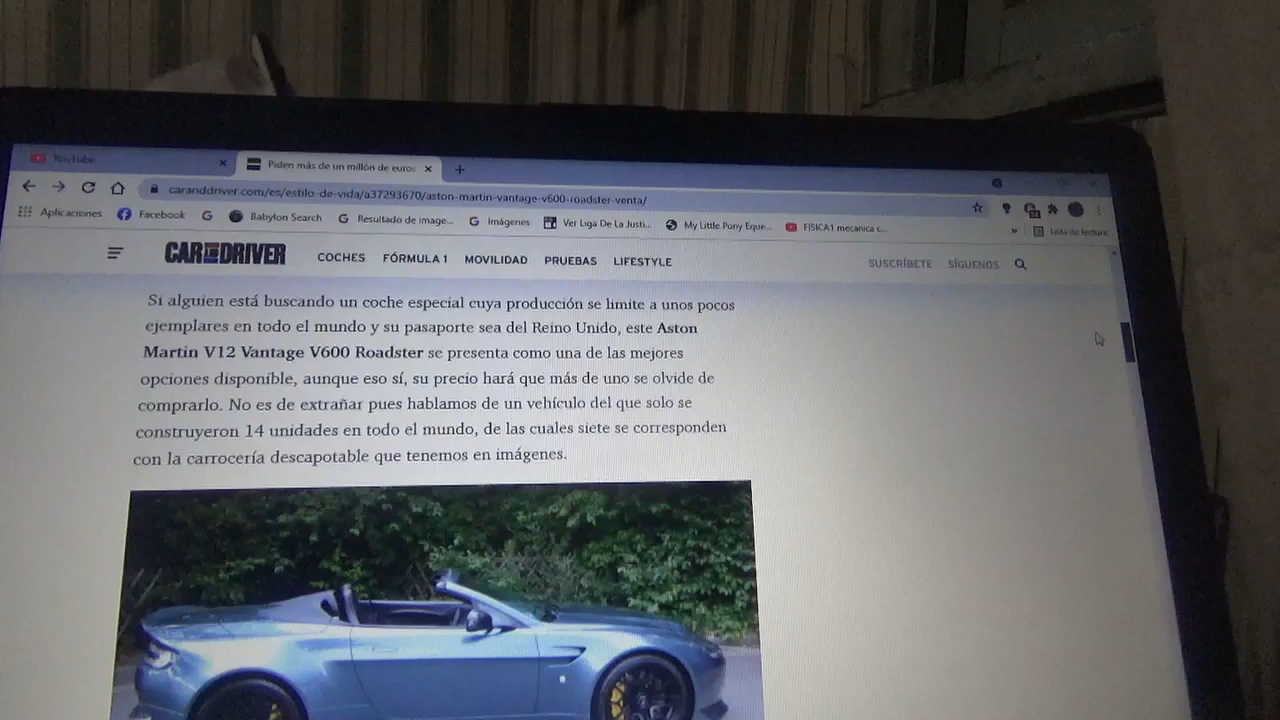 YouTube
Piden más de un millón de euros
caranddriver.com/es/estilo-de-vida/a37293670/aston-martin-vantage-v600-roadster-venta/
Aplicaciones Facebook Babylon Search Resultado de image... Imágenes Ver Liga De La Justi... My Little Pony Eque... FISICA1 mecanica c... » Lista de lectura
CAR AND DRIVER COCHES FÓRMULA 1 MOVILIDAD PRUEBAS LIFESTYLE SUSCRÍBETE SÍGUENOS
Si alguien está buscando un coche especial cuya producción se limite a unos pocos
ejemplares en todo el mundo y su pasaporte sea del Reino Unido, este Aston
Martin V12 Vantage V600 Roadster se presenta como una de las mejores
opciones disponible, aunque eso sí, su precio hará que más de uno se olvide de
comprarlo. No es de extrañar pues hablamos de un vehículo del que solo se
construyeron 14 unidades en todo el mundo, de las cuales siete se corresponden
con la carrocería descapotable que tenemos en imágenes.